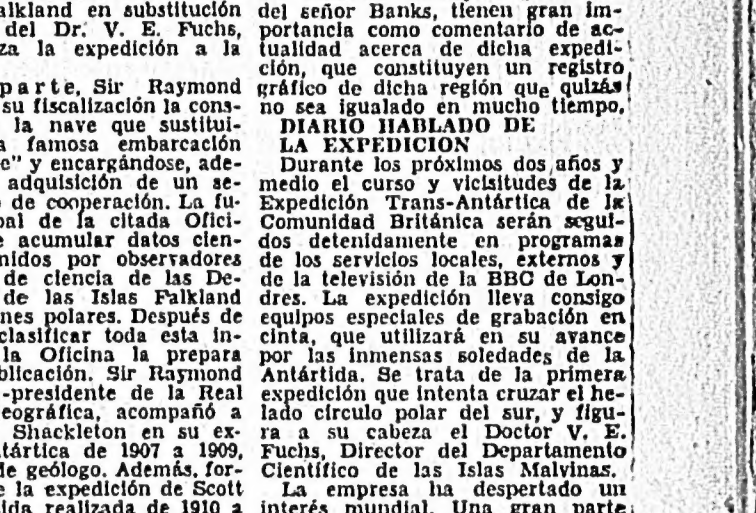 alkland en substitución
del Dr. V. E. Fuchs,
za la expedición a la
parte, Sir Raymond
su fiscalización la cons-
la nave que sustitui-
a famosa embarcación
e" y encargándose, ade-
adquisición de un se-
o de cooperación. La fu-
pal de la citada Ofici-
e acumular datos cien-
nidos por observadores
de ciencia de las De-
de las Islas Falkland
nes polares. Después de
clasificar toda esta in-
la Oficina la prepara
blicación. Sir Raymond
-presidente de la Real
eográfica, acompañó a
Shackleton en su ex-
tártica de 1907 a 1909,
de geólogo. Además, for-
e la expedición de Scott
ida realizada de 1910 a
del señor Banks, tienen gran im-
portancia como comentario de ac-
tualidad acerca de dicha expedi-
ción, que constituyen un registro
gráfico de dicha región que quizás
no sea igualado en mucho tiempo.
DIARIO HABLADO DE
LA EXPEDICION
Durante los próximos dos años y
medio el curso y vicisitudes de la
Expedición Trans-Antártica de la
Comunidad Británica serán segui-
dos detenidamente en programas
de los servicios locales, externos y
de la televisión de la BBC de Lon-
dres. La expedición lleva consigo
equipos especiales de grabación en
cinta, que utilizará en su avance
por las inmensas soledades de la
Antártida. Se trata de la primera
expedición que intenta cruzar el he-
lado círculo polar del sur, y figu-
ra a su cabeza el Doctor V. E.
Fuchs, Director del Departamento
Científico de las Islas Malvinas.
La empresa ha despertado un
interés mundial. Una gran parte